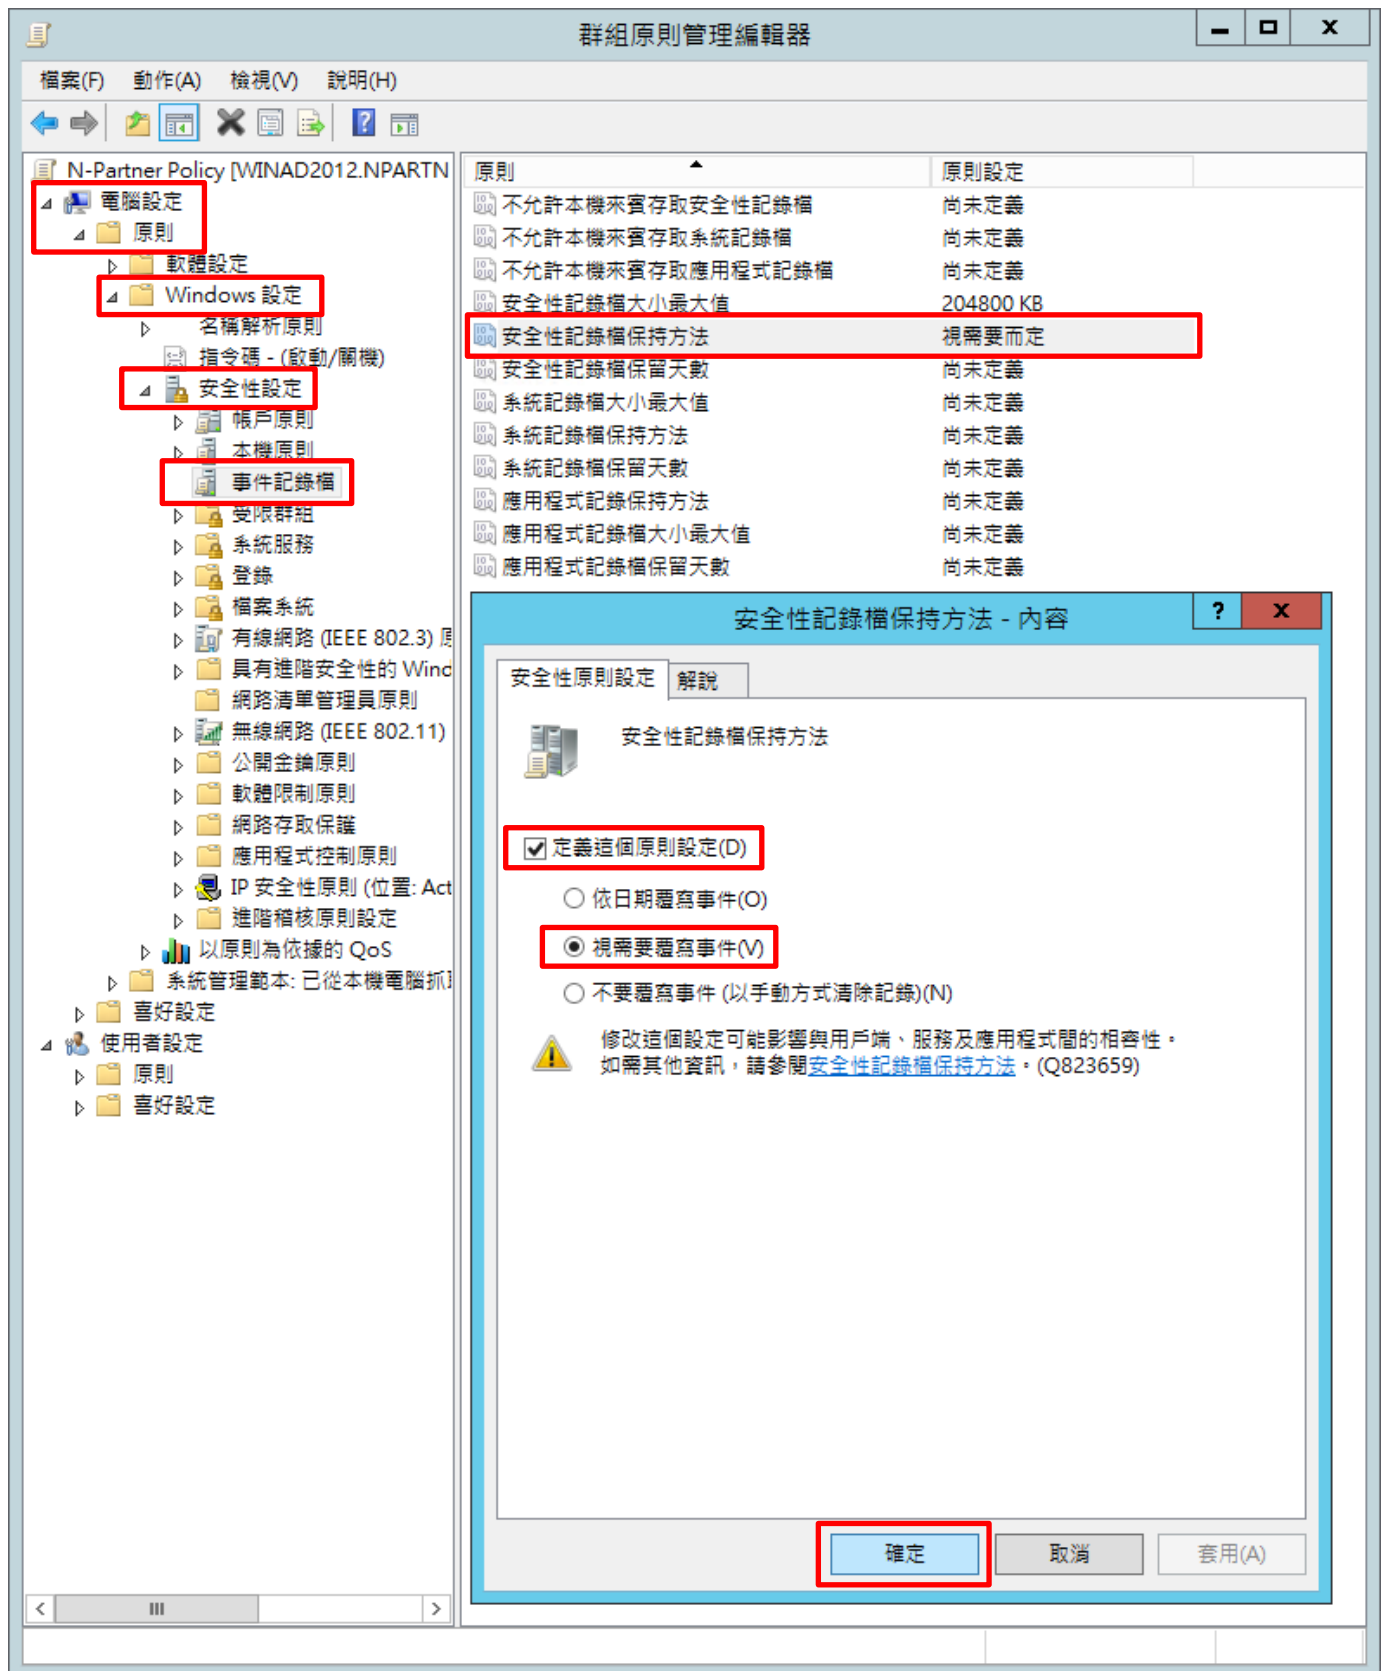 群組原則管理編輯器
檔案(F) 動作(A) 檢視(V) 說明(H)
N-Partner Policy [WINAD2012.NPARTN
電腦設定
原則
軟體設定
Windows 設定
名稱解析原則
指令碼 - (啟動/關機)
安全性設定
帳戶原則
本機原則
事件記錄檔
受限群組
系統服務
登錄
檔案系統
有線網路 (IEEE 802.3) 原
具有進階安全性的 Wind
網路清單管理員原則
無線網路 (IEEE 802.11)
公開金鑰原則
軟體限制原則
網路存取保護
應用程式控制原則
IP 安全性原則 (位置: Act
進階稽核原則設定
以原則為依據的 QoS
系統管理範本: 已從本機電腦抓取
喜好設定
使用者設定
原則
喜好設定
原則 原則設定
不允許本機來賓存取安全性記錄檔 尚未定義
不允許本機來賓存取系統記錄檔 尚未定義
不允許本機來賓存取應用程式記錄檔 尚未定義
安全性記錄檔大小最大值 204800 KB
安全性記錄檔保持方法 視需要而定
安全性記錄檔保留天數 尚未定義
系統記錄檔大小最大值 尚未定義
系統記錄檔保持方法 尚未定義
系統記錄檔保留天數 尚未定義
應用程式記錄保持方法 尚未定義
應用程式記錄檔大小最大值 尚未定義
應用程式記錄檔保留天數 尚未定義
安全性記錄檔保持方法 - 內容
安全性原則設定 解說
安全性記錄檔保持方法
定義這個原則設定(D)
依日期覆寫事件(O)
視需要覆寫事件(V)
不要覆寫事件 (以手動方式清除記錄)(N)
修改這個設定可能影響與用戶端、服務及應用程式間的相容性。
如需其他資訊，請參閱安全性記錄檔保持方法。(Q823659)
確定 取消 套用(A)